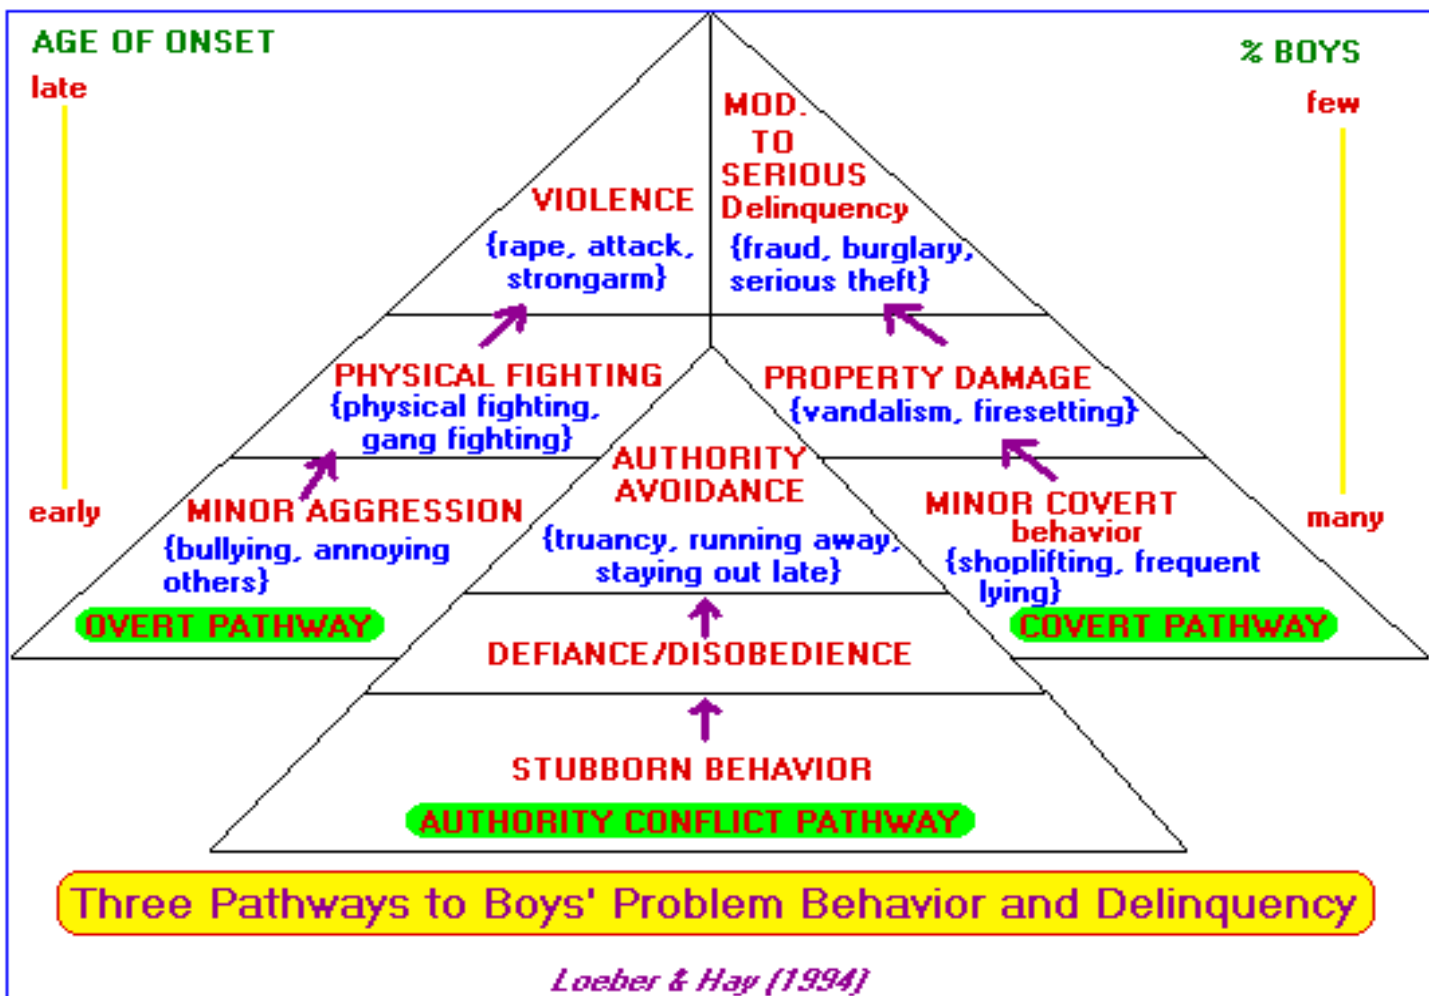 AGE OF ONSET
late
early
% BOYS
few
many
VIOLENCE
{rape, attack,
strongarm}
MOD.
TO
SERIOUS
Delinquency
{fraud, burglary,
serious theft}
PHYSICAL FIGHTING
{physical fighting,
gang fighting}
PROPERTY DAMAGE
{vandalism, firesetting}
MINOR AGGRESSION
{bullying, annoying
others}
OVERT PATHWAY
AUTHORITY
AVOIDANCE
{truancy, running away,
staying out late}
MINOR COVERT
behavior
{shoplifting, frequent
lying}
COVERT PATHWAY
DEFIANCE/DISOBEDIENCE
STUBBORN BEHAVIOR
AUTHORITY CONFLICT PATHWAY
Three Pathways to Boys' Problem Behavior and Delinquency
Loeber & Hay (1994)